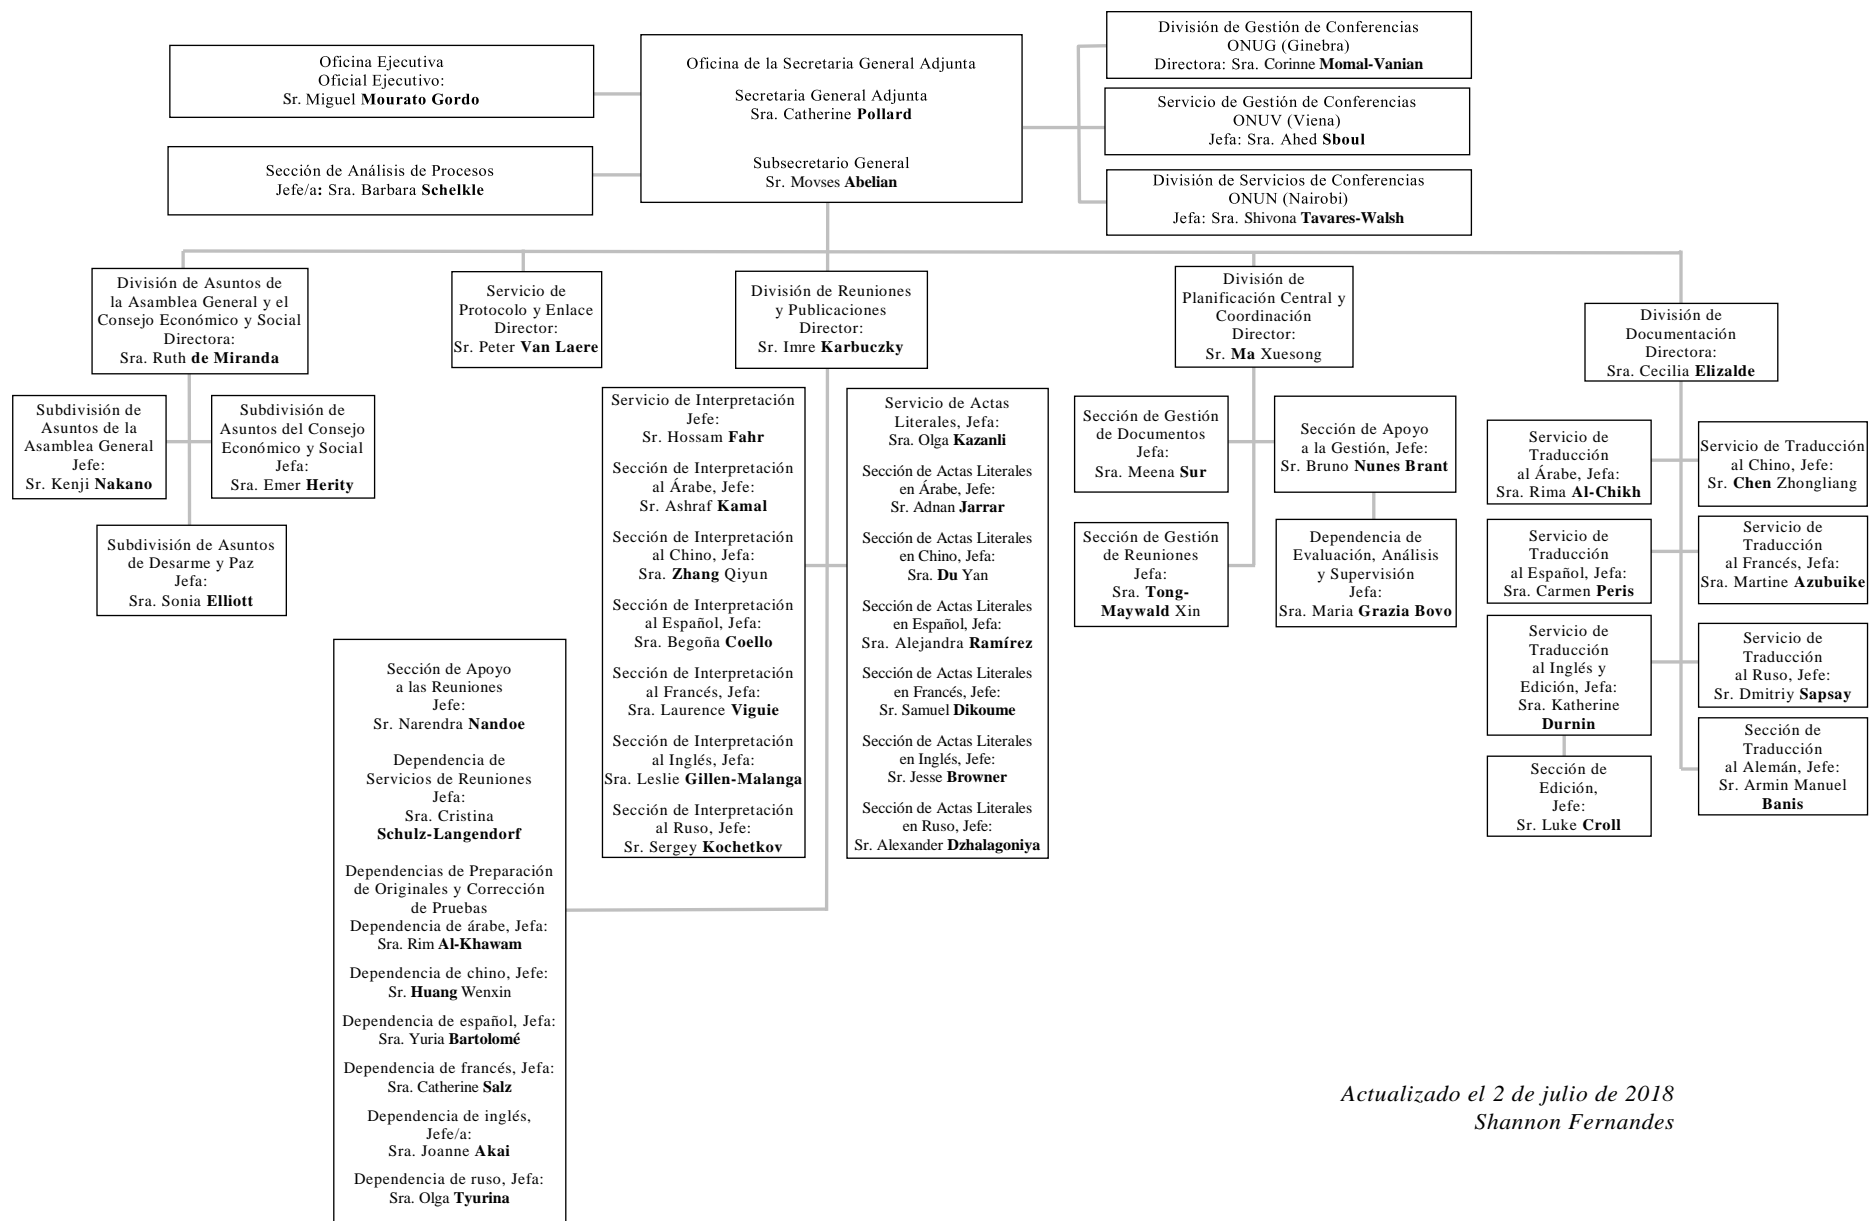 Oficina Ejecutiva
Oficial Ejecutivo:
Sr. Miguel Mourato Gordo
Sección de Análisis de Procesos
Jefe/a: Sra. Barbara Schelkle
Oficina de la Secretaria General Adjunta
Secretaria General Adjunta
Sra. Catherine Pollard
Subsecretario General
Sr. Movses Abelian
División de Gestión de Conferencias
ONUG (Ginebra)
Directora: Sra. Corinne Momal-Vanian
Servicio de Gestión de Conferencias
ONUV (Viena)
Jefa: Sra. Ahed Sboul
División de Servicios de Conferencias
ONUN (Nairobi)
Jefa: Sra. Shivona Tavares-Walsh
División de Asuntos de
la Asamblea General y el
Consejo Económico y Social
Directora:
Sra. Ruth de Miranda
Subdivisión de
Asuntos de la
Asamblea General
Jefe:
Sr. Kenji Nakano
Subdivisión de
Asuntos del Consejo
Económico y Social
Jefa:
Sra. Emer Herity
Subdivisión de Asuntos
de Desarme y Paz
Jefa:
Sra. Sonia Elliott
Servicio de
Protocolo y Enlace
Director:
Sr. Peter Van Laere
División de Reuniones
y Publicaciones
Director:
Sr. Imre Karbuczky
Servicio de Interpretación
Jefe:
Sr. Hossam Fahr
Sección de Interpretación
al Árabe, Jefe:
Sr. Ashraf Kamal
Sección de Interpretación
al Chino, Jefa:
Sra. Zhang Qiyun
Sección de Interpretación
al Español, Jefa:
Sra. Begoña Coello
Sección de Interpretación
al Francés, Jefa:
Sra. Laurence Viguie
Sección de Interpretación
al Inglés, Jefa:
Sra. Leslie Gillen-Malanga
Sección de Interpretación
al Ruso, Jefe:
Sr. Sergey Kochetkov
Servicio de Actas
Literales, Jefa:
Sra. Olga Kazanli
Sección de Actas Literales
en Árabe, Jefe:
Sr. Adnan Jarrar
Sección de Actas Literales
en Chino, Jefa:
Sra. Du Yan
Sección de Actas Literales
en Español, Jefa:
Sra. Alejandra Ramírez
Sección de Actas Literales
en Francés, Jefe:
Sr. Samuel Dikoume
Sección de Actas Literales
en Inglés, Jefe:
Sr. Jesse Browner
Sección de Actas Literales
en Ruso, Jefe:
Sr. Alexander Dzhalagoniya
Sección de Apoyo
a las Reuniones
Jefe:
Sr. Narendra Nandoe
Dependencia de
Servicios de Reuniones
Jefa:
Sra. Cristina
Schulz-Langendorf
Dependencias de Preparación
de Originales y Corrección
de Pruebas
Dependencia de árabe, Jefa:
Sra. Rim Al-Khawam
Dependencia de chino, Jefe:
Sr. Huang Wenxin
Dependencia de español, Jefa:
Sra. Yuria Bartolomé
Dependencia de francés, Jefa:
Sra. Catherine Salz
Dependencia de inglés,
Jefe/a:
Sra. Joanne Akai
Dependencia de ruso, Jefa:
Sra. Olga Tyurina
División de
Planificación Central y
Coordinación
Director:
Sr. Ma Xuesong
Sección de Gestión
de Documentos
Jefa:
Sra. Meena Sur
Sección de Apoyo
a la Gestión, Jefe:
Sr. Bruno Nunes Brant
Sección de Gestión
de Reuniones
Jefa:
Sra. Tong-
Maywald Xin
Dependencia de
Evaluación, Análisis
y Supervisión
Jefa:
Sra. Maria Grazia Bovo
División de
Documentación
Directora:
Sra. Cecilia Elizalde
Servicio de
Traducción
al Árabe, Jefa:
Sra. Rima Al-Chikh
Servicio de Traducción
al Chino, Jefe:
Sr. Chen Zhongliang
Servicio de
Traducción
al Español, Jefa:
Sra. Carmen Peris
Servicio de
Traducción
al Francés, Jefa:
Sra. Martine Azubuike
Servicio de
Traducción
al Inglés y
Edición, Jefa:
Sra. Katherine
Durnin
Servicio de
Traducción
al Ruso, Jefe:
Sr. Dmitriy Sapsay
Sección de
Edición,
Jefe:
Sr. Luke Croll
Sección de
Traducción
al Alemán, Jefe:
Sr. Armin Manuel
Banis
Actualizado el 2 de julio de 2018
Shannon Fernandes